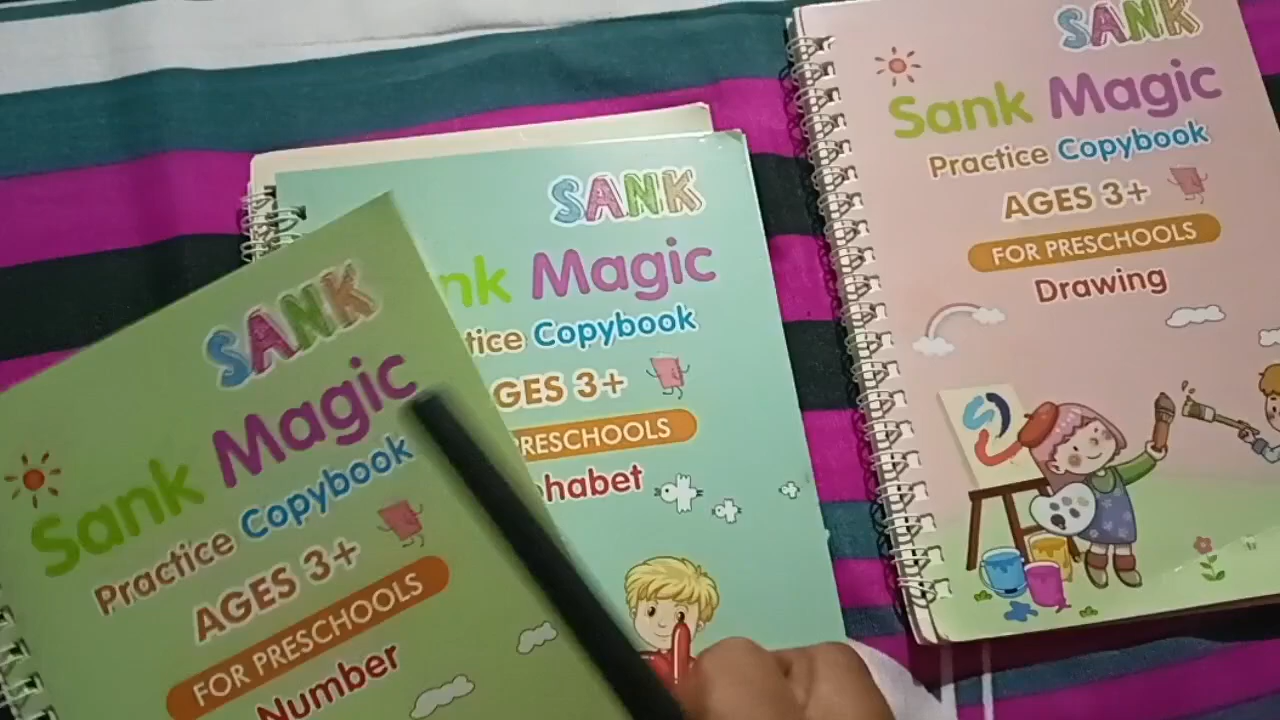 SANK
Sank Magic
Practice Copybook
AGES 3+
FOR PRESCHOOLS
Number
SANK
nk Magic
tice Copybook
GES 3+
PRESCHOOLS
habet
SANK
Sank Magic
Practice Copybook
AGES 3+
FOR PRESCHOOLS
Drawing